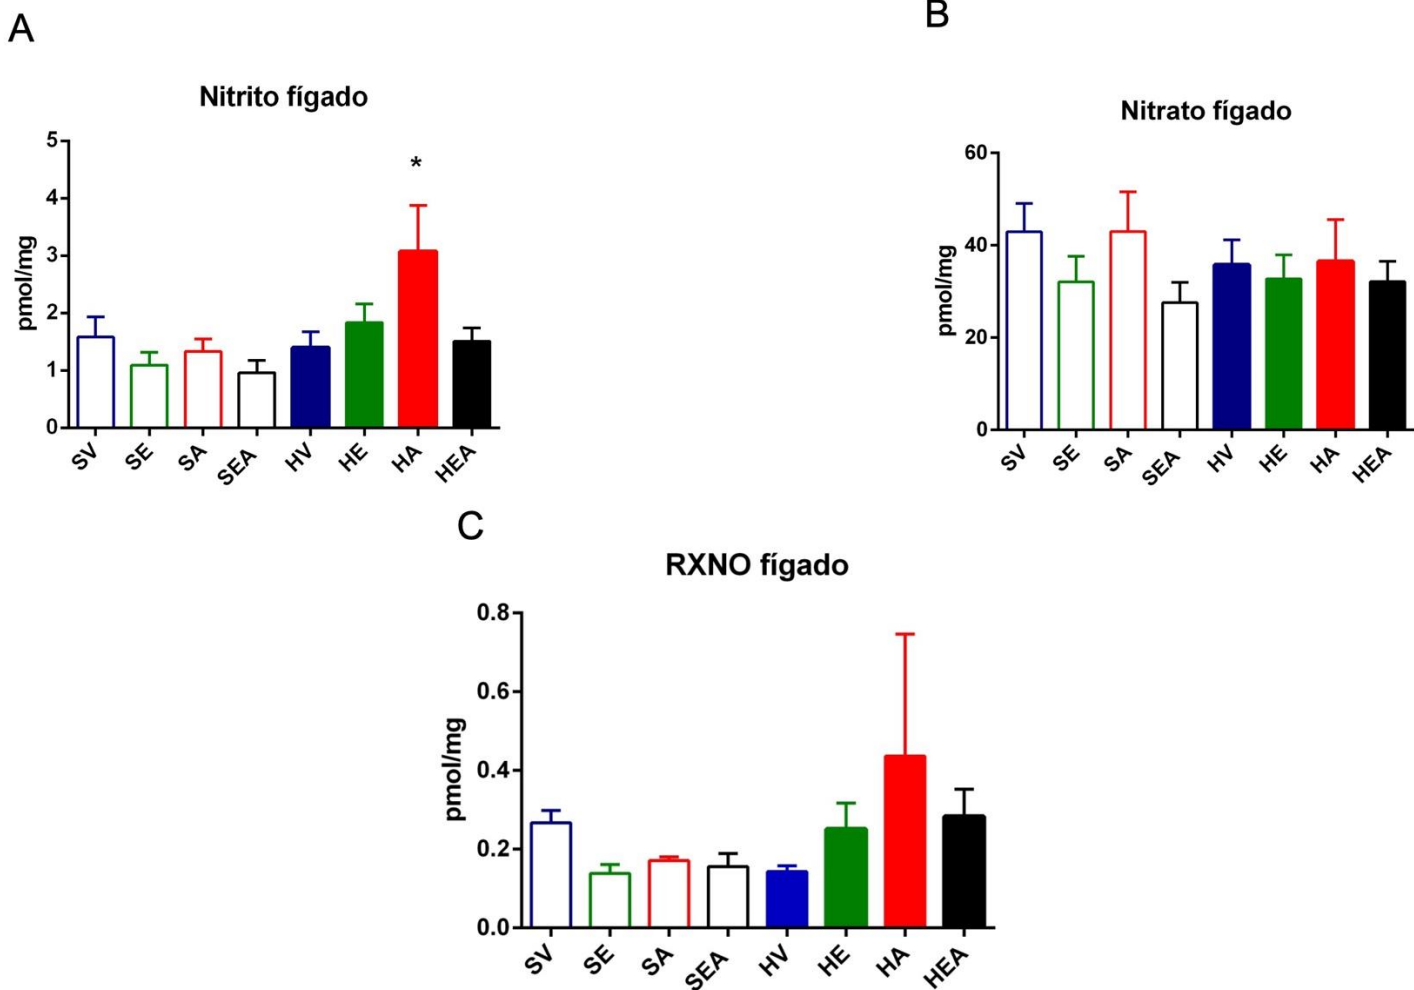 A
Nitrito fígado
pmol/mg
5
4
3
2
1
0
*
SV SE SA SEA HV HE HA HEA
B
Nitrato fígado
pmol/mg
60
40
20
0
SV SE SA SEA HV HE HA HEA
C
RXNO fígado
pmol/mg
0.8
0.6
0.4
0.2
0.0
SV SE SA SEA HV HE HA HEA